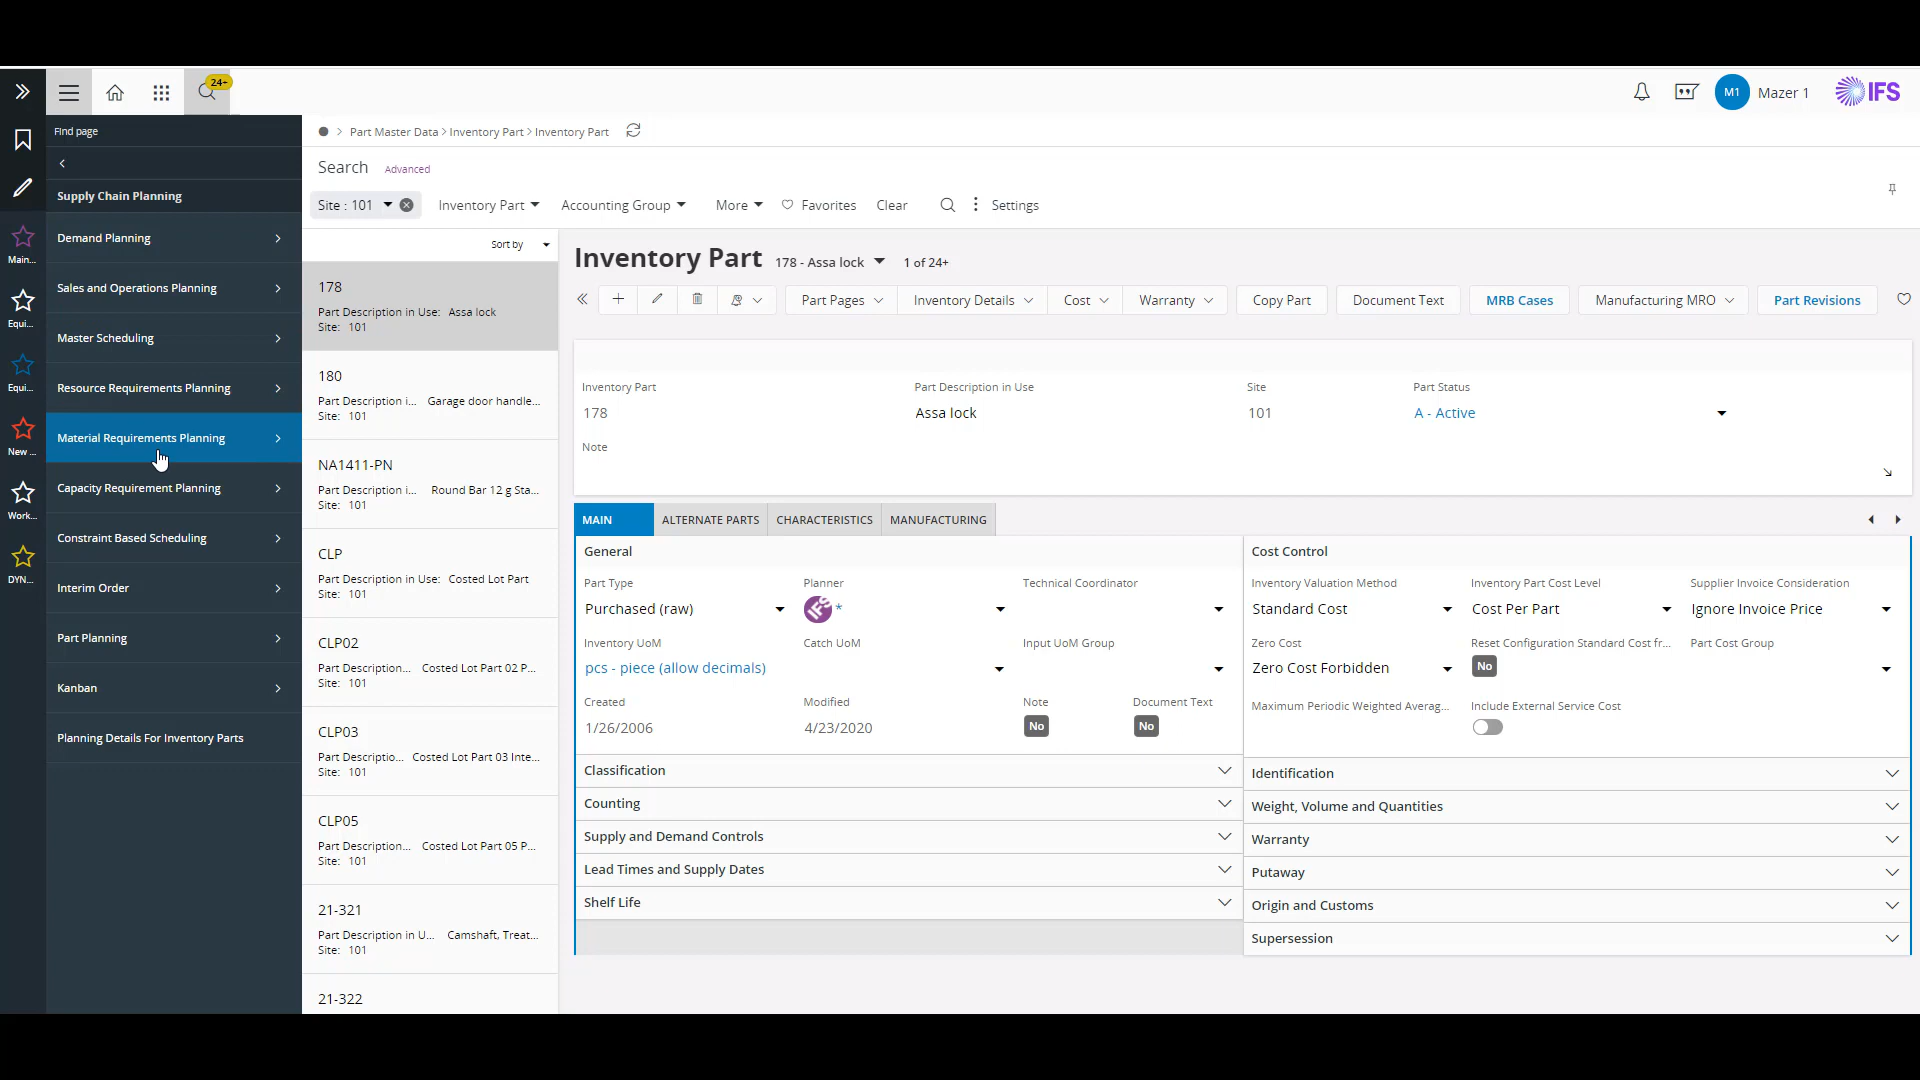 24+
M1
Mazer 1
IFS
Find page
Part Master Data > Inventory Part > Inventory Part
Search
Advanced
Supply Chain Planning
Site : 101
Inventory Part
Accounting Group
More
Favorites
Clear
Settings
Main...
Equi...
Equi...
New ...
Work...
DYN...
Demand Planning
Sales and Operations Planning
Master Scheduling
Resource Requirements Planning
Material Requirements Planning
Capacity Requirement Planning
Constraint Based Scheduling
Interim Order
Part Planning
Kanban
Planning Details For Inventory Parts
Sort by
178
Part Description in Use: Assa lock
Site: 101
180
Part Description i... Garage door handle...
Site: 101
NA1411-PN
Part Description i... Round Bar 12 g Sta...
Site: 101
CLP
Part Description in Use: Costed Lot Part
Site: 101
CLP02
Part Description... Costed Lot Part 02 P...
Site: 101
CLP03
Part Descriptio... Costed Lot Part 03 Inte...
Site: 101
CLP05
Part Description... Costed Lot Part 05 P...
Site: 101
21-321
Part Description in U... Camshaft, Treat...
Site: 101
21-322
Inventory Part
178 - Assa lock
1 of 24+
Part Pages
Inventory Details
Cost
Warranty
Copy Part
Document Text
MRB Cases
Manufacturing MRO
Part Revisions
Inventory Part
Part Description in Use
Site
Part Status
178
Assa lock
101
A - Active
Note
MAIN
ALTERNATE PARTS
CHARACTERISTICS
MANUFACTURING
General
Part Type
Planner
Technical Coordinator
Purchased (raw)
IFS
*
Inventory UoM
Catch UoM
Input UoM Group
pcs - piece (allow decimals)
Created
Modified
Note
Document Text
1/26/2006
4/23/2020
No
No
Classification
Counting
Supply and Demand Controls
Lead Times and Supply Dates
Shelf Life
Cost Control
Inventory Valuation Method
Inventory Part Cost Level
Supplier Invoice Consideration
Standard Cost
Cost Per Part
Ignore Invoice Price
Zero Cost
Reset Configuration Standard Cost fr...
Part Cost Group
Zero Cost Forbidden
No
Maximum Periodic Weighted Averag...
Include External Service Cost
Identification
Weight, Volume and Quantities
Warranty
Putaway
Origin and Customs
Supersession